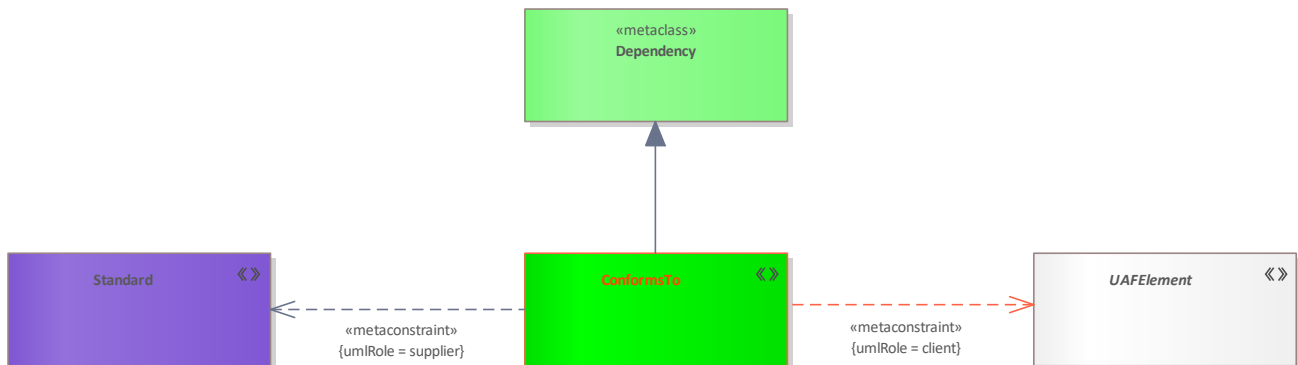 «metaclass»
Dependency
Standard
«»
ConformsTo
«»
UAFElement
«»
«metaconstraint»
{umlRole = supplier}
«metaconstraint»
{umlRole = client}